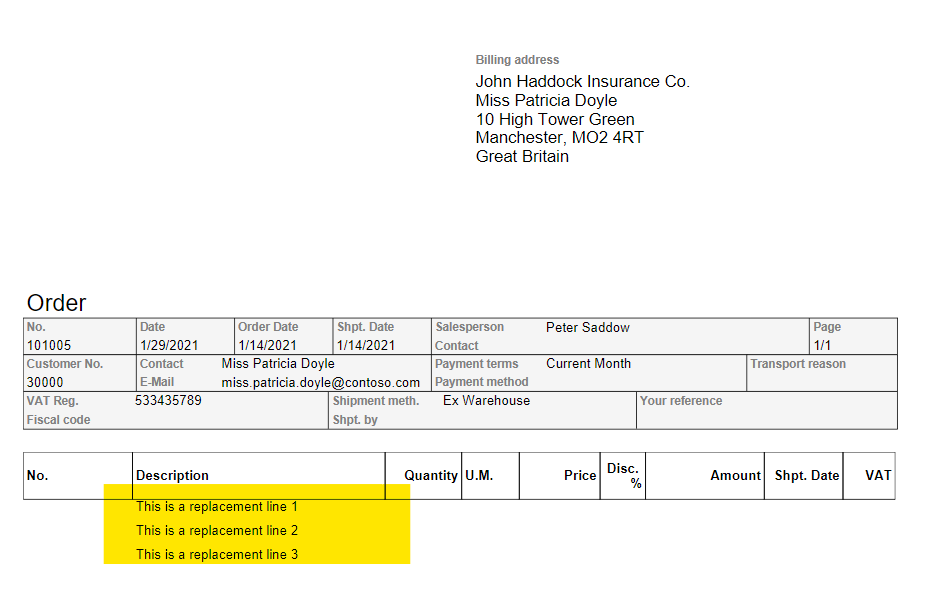 Billing address
John Haddock Insurance Co.
Miss Patricia Doyle
10 High Tower Green
Manchester, MO2 4RT
Great Britain
Order
No. Date Order Date Shpt. Date Salesperson Peter Saddow Page
101005 1/29/2021 1/14/2021 1/14/2021 Contact 1/1
Customer No. Contact Miss Patricia Doyle Payment terms Current Month Transport reason
30000 E-Mail miss.patricia.doyle@contoso.com Payment method
VAT Reg. 533435789 Shipment meth. Ex Warehouse Your reference
Fiscal code Shpt. by
No. Description Quantity U.M. Price Disc. % Amount Shpt. Date VAT
This is a replacement line 1
This is a replacement line 2
This is a replacement line 3